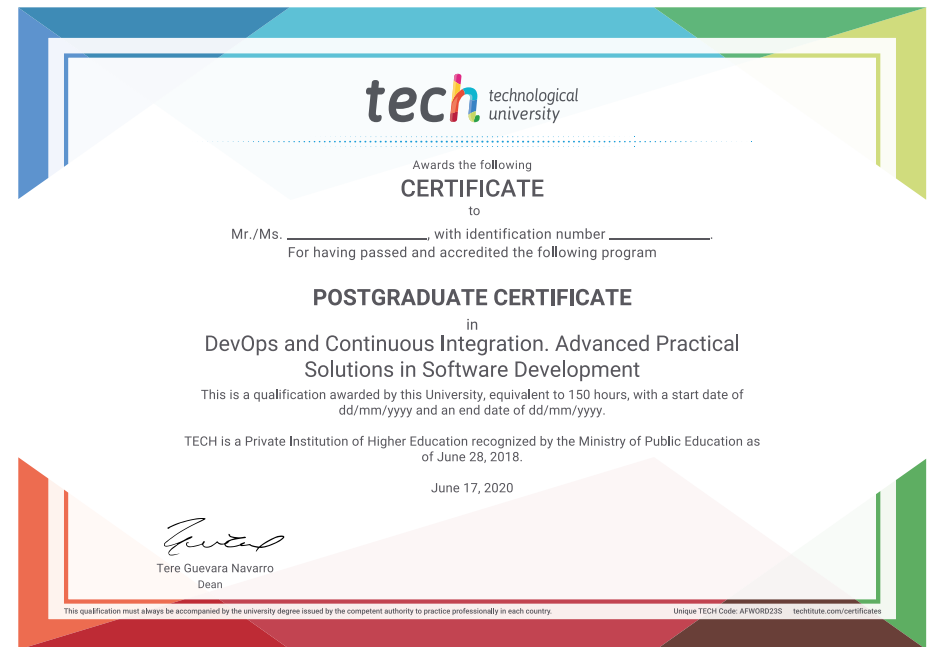 tech technological
university
Awards the following
CERTIFICATE
to
Mr./Ms. ____________________, with identification number ______________.
For having passed and accredited the following program
POSTGRADUATE CERTIFICATE
in
DevOps and Continuous Integration. Advanced Practical
Solutions in Software Development
This is a qualification awarded by this University, equivalent to 150 hours, with a start date of
dd/mm/yyyy and an end date of dd/mm/yyyy.
TECH is a Private Institution of Higher Education recognized by the Ministry of Public Education as
of June 28, 2018.
June 17, 2020
Tere Guevara Navarro
Dean
This qualification must always be accompanied by the university degree issued by the competent authority to practice professionally in each country.
Unique TECH Code: AFWORD23S techtitute.com/certificates